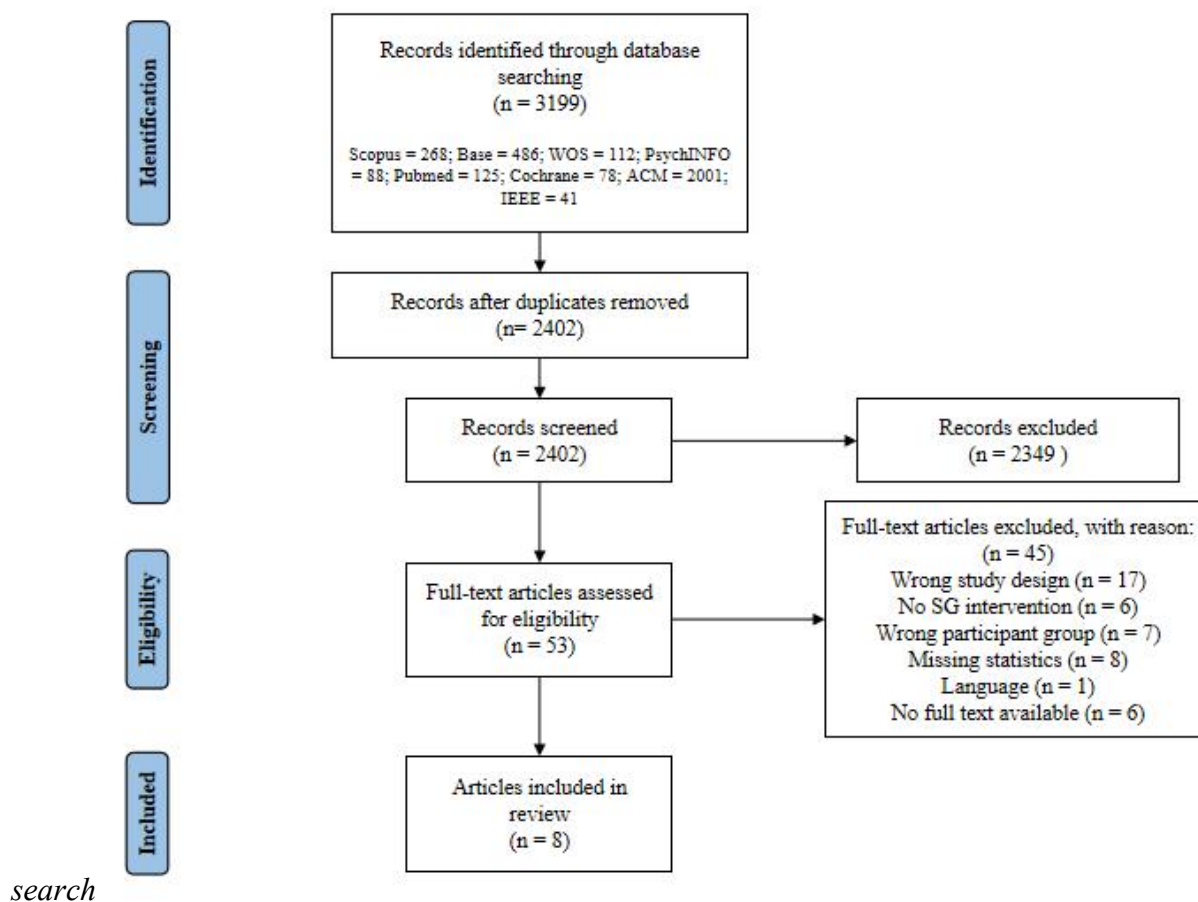 Identification
Records identified through database
searching
(n = 3199)
Scopus = 268; Base = 486; WOS = 112; PsychINFO
= 88; Pubmed = 125; Cochrane = 78; ACM = 2001;
IEEE = 41
Screening
Records after duplicates removed
(n= 2402)
Records screened
(n = 2402)
Records excluded
(n = 2349 )
Eligibility
Full-text articles assessed
for eligibility
(n = 53)
Full-text articles excluded, with reason:
(n = 45)
Wrong study design (n = 17)
No SG intervention (n = 6)
Wrong participant group (n = 7)
Missing statistics (n = 8)
Language (n = 1)
No full text available (n = 6)
Included
Articles included in
review
(n = 8)
search